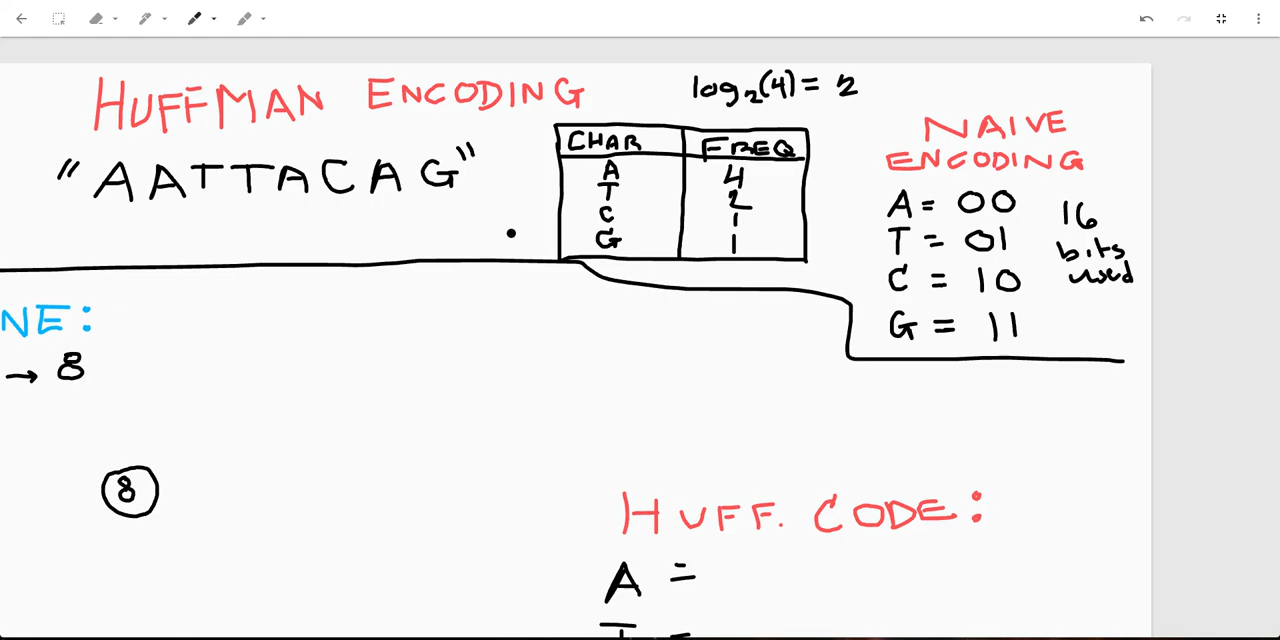 HUFFMAN ENCODING
log₂(4) = 2
"AATTACAG"
CHAR FREQ
A 4
T 2
C 1
G 1
NAIVE
ENCODING
A = 00
T = 01
C = 10
G = 11
16
bits
used
NE:
→ 8
8
HUFF. CODE:
A =
T =